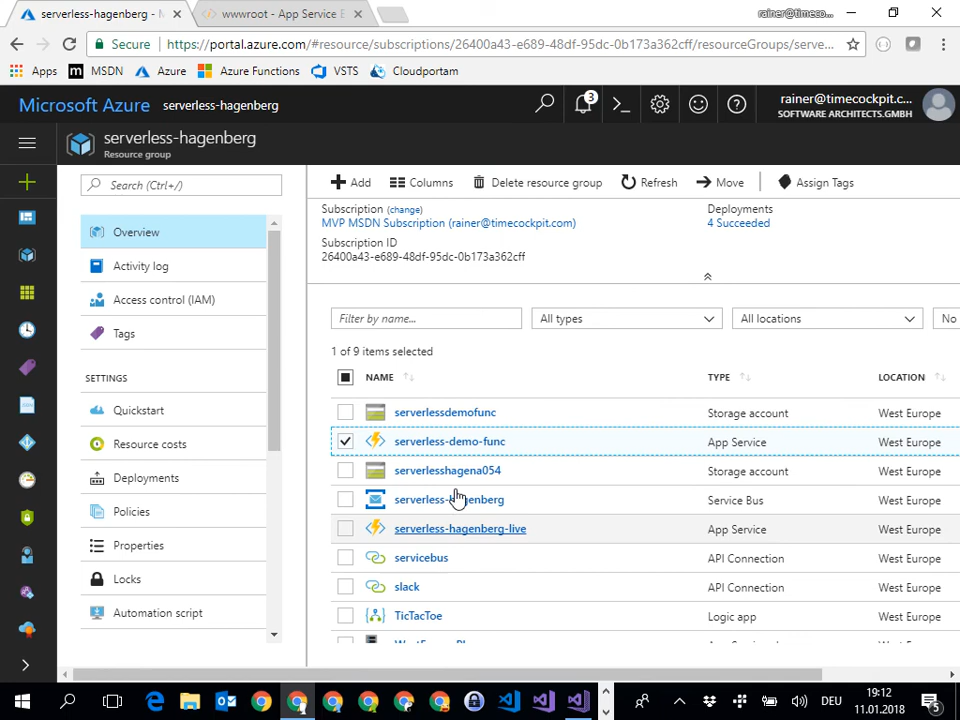 serverless-hagenberg - M
wwwroot - App Service E
rainer@timeco...
Secure
https://portal.azure.com/#resource/subscriptions/26400a43-e689-48df-95dc-0b173a362cff/resourceGroups/serve...
Apps
MSDN
Azure
Azure Functions
VSTS
Cloudportam
Microsoft Azure
serverless-hagenberg
3
rainer@timecockpit.c...
SOFTWARE ARCHITECTS GMBH
serverless-hagenberg
Resource group
Search (Ctrl+/)
Add
Columns
Delete resource group
Refresh
Move
Assign Tags
Overview
Activity log
Access control (IAM)
Tags
SETTINGS
Quickstart
Resource costs
Deployments
Policies
Properties
Locks
Automation script
Subscription (change)
MVP MSDN Subscription (rainer@timecockpit.com)
Subscription ID
26400a43-e689-48df-95dc-0b173a362cff
Deployments
4 Succeeded
Filter by name...
All types
All locations
No
1 of 9 items selected
NAME TYPE LOCATION
serverlessdemofunc Storage account West Europe
serverless-demo-func App Service West Europe
serverlesshagena054 Storage account West Europe
serverless-hagenberg Service Bus West Europe
serverless-hagenberg-live App Service West Europe
servicebus API Connection West Europe
slack API Connection West Europe
TicTacToe Logic app West Europe
DEU
19:12
11.01.2018
5